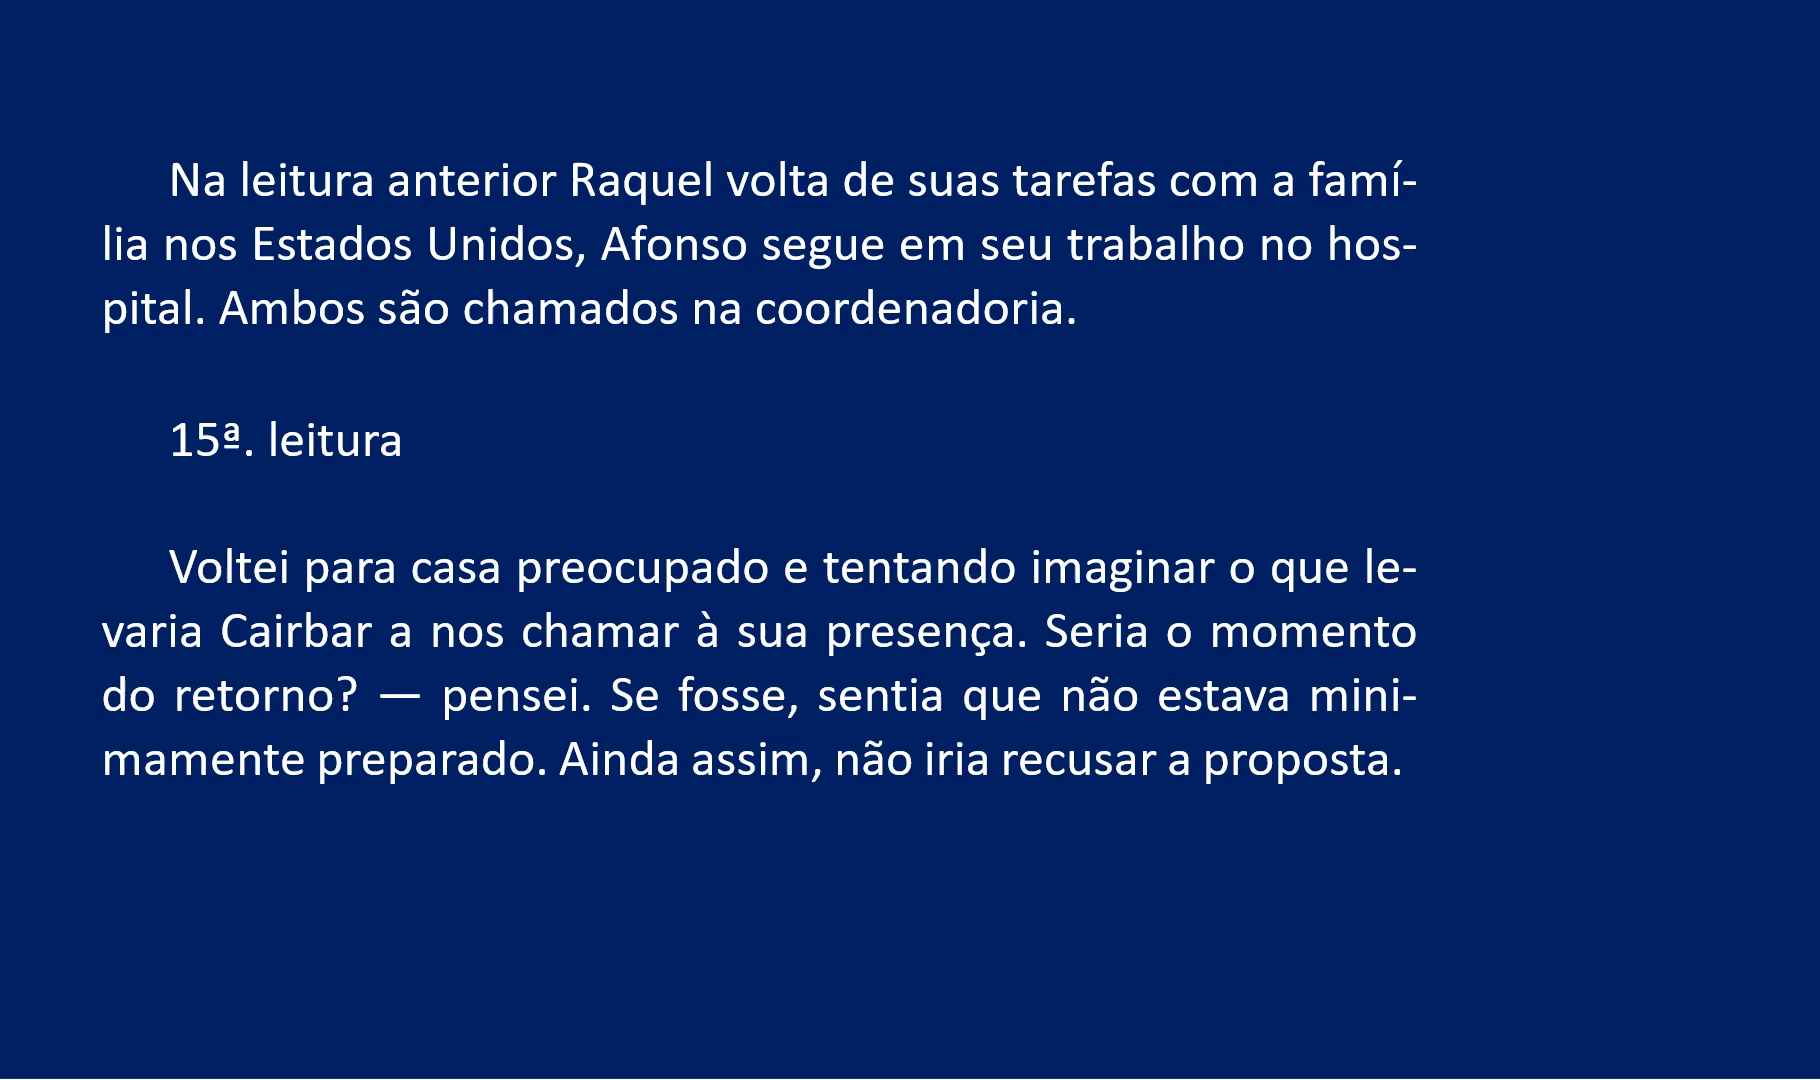 Na leitura anterior Raquel volta de suas tarefas com a famí-
lia nos Estados Unidos, Afonso segue em seu trabalho no hos-
pital. Ambos são chamados na coordenadoria.
15ª. leitura
Voltei para casa preocupado e tentando imaginar o que le-
varia Cairbar a nos chamar à sua presença. Seria o momento
do retorno? — pensei. Se fosse, sentia que não estava mini-
mamente preparado. Ainda assim, não iria recusar a proposta.